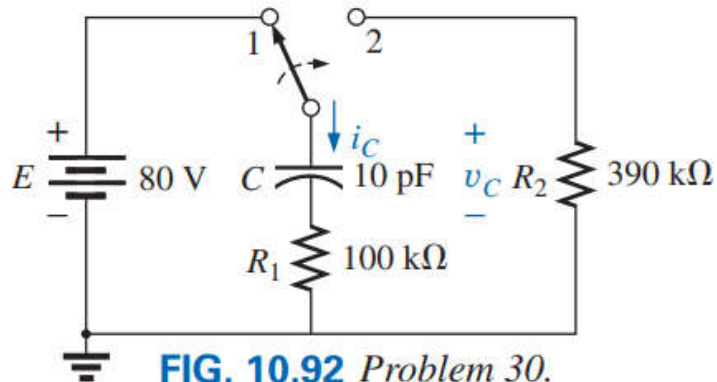 1 2
+ i_C +
E 80 V C 10 pF v_C R_2 390 kΩ
− −
R_1 100 kΩ
FIG. 10.92 Problem 30.